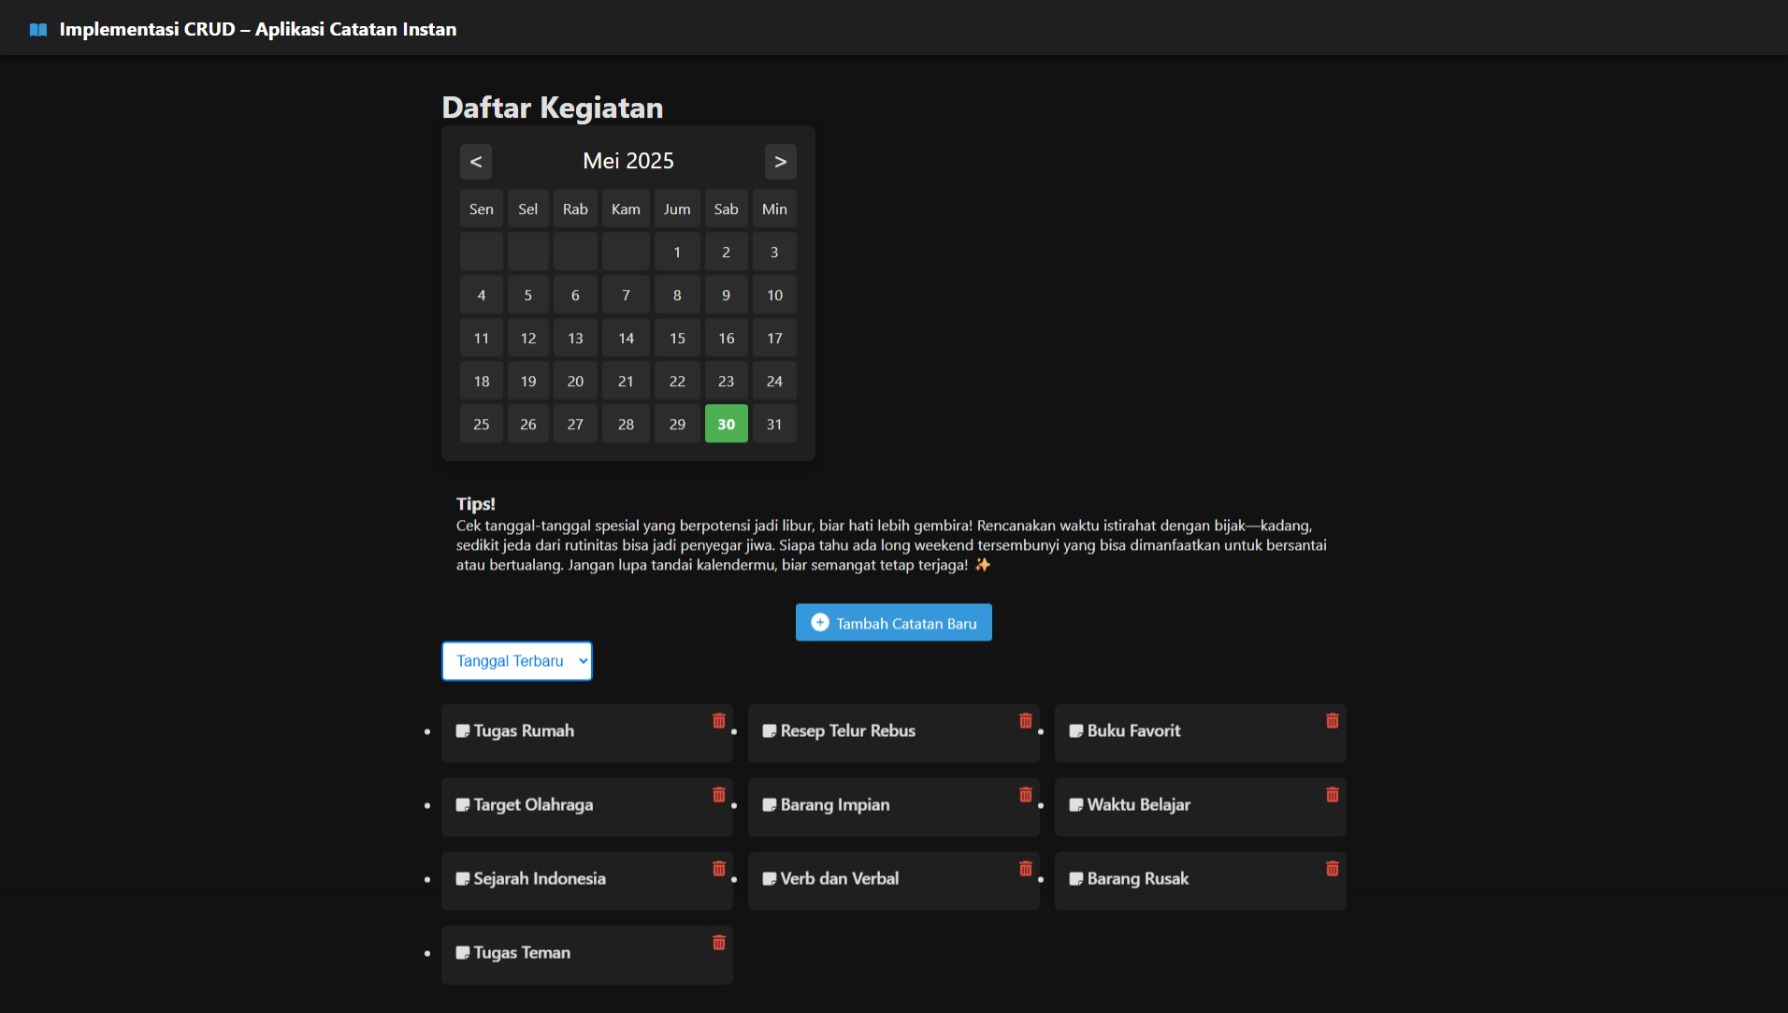 Implementasi CRUD – Aplikasi Catatan Instan
Daftar Kegiatan
< Mei 2025 >
Sen Sel Rab Kam Jum Sab Min
1 2 3
4 5 6 7 8 9 10
11 12 13 14 15 16 17
18 19 20 21 22 23 24
25 26 27 28 29 30 31
Tips!
Cek tanggal-tanggal spesial yang berpotensi jadi libur, biar hati lebih gembira! Rencanakan waktu istirahat dengan bijak—kadang,
sedikit jeda dari rutinitas bisa jadi penyegar jiwa. Siapa tahu ada long weekend tersembunyi yang bisa dimanfaatkan untuk bersantai
atau bertualang. Jangan lupa tandai kalendermu, biar semangat tetap terjaga! ✨
Tambah Catatan Baru
Tanggal Terbaru
Tugas Rumah
Resep Telur Rebus
Buku Favorit
Target Olahraga
Barang Impian
Waktu Belajar
Sejarah Indonesia
Verb dan Verbal
Barang Rusak
Tugas Teman